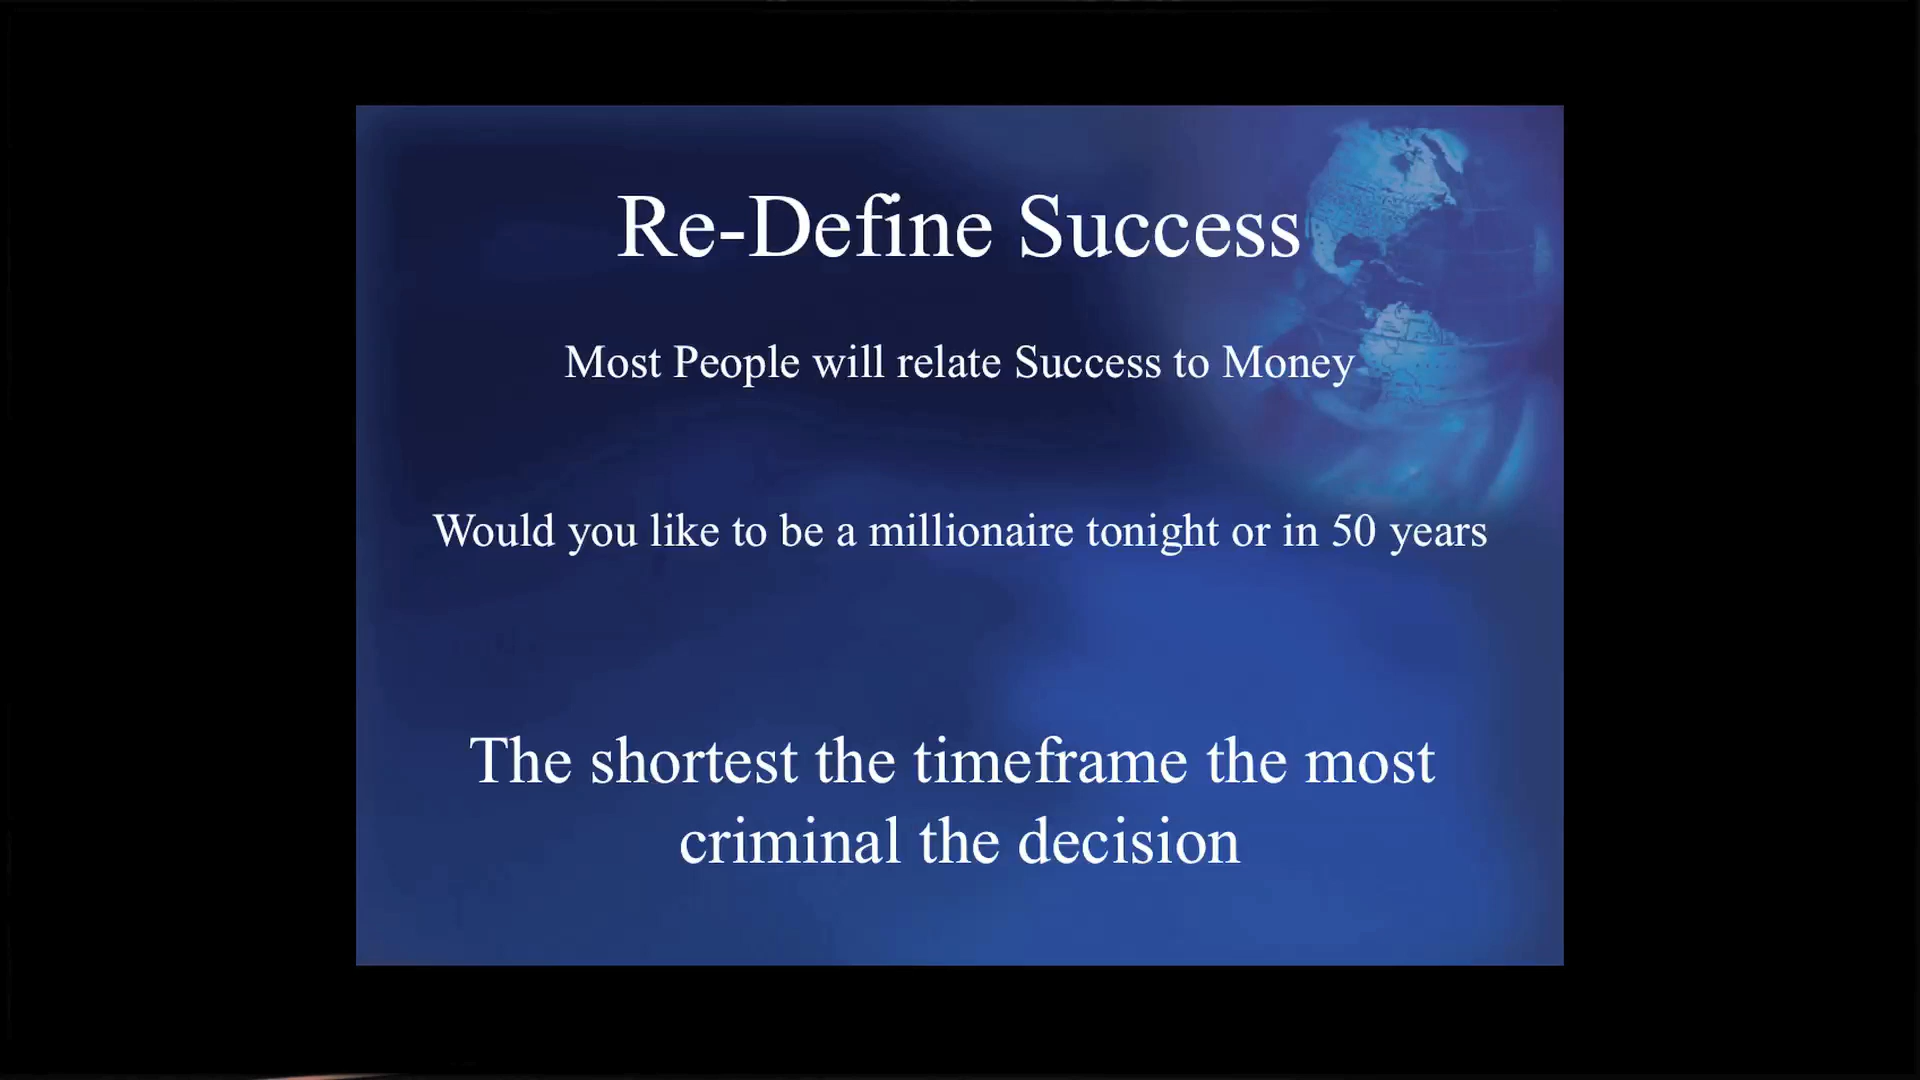 Re-Define Success
Most People will relate Success to Money
Would you like to be a millionaire tonight or in 50 years
The shortest the timeframe the most
criminal the decision